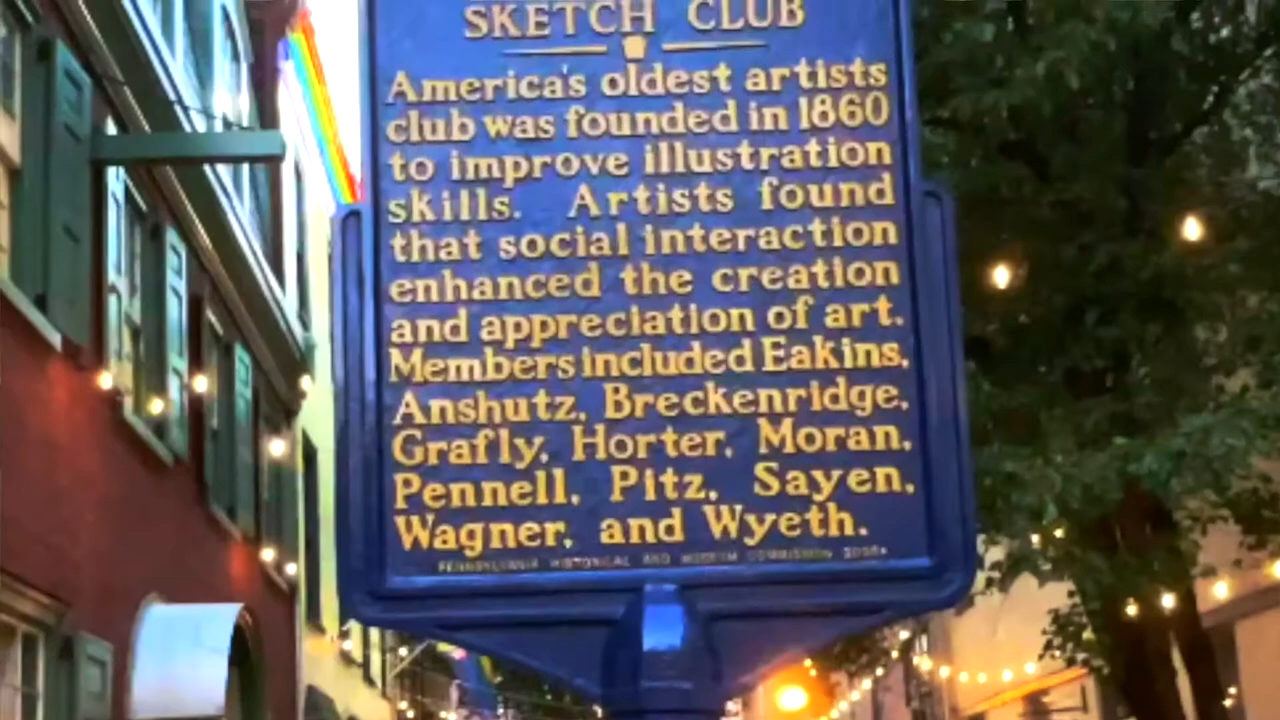 SKETCH CLUB
America's oldest artists
club was founded in 1860
to improve illustration
skills. Artists found
that social interaction
enhanced the creation
and appreciation of art.
Members included Eakins,
Anshutz, Breckenridge,
Grafly, Horter, Moran,
Pennell, Pitz, Sayen,
Wagner, and Wyeth.
PENNSYLVANIA HISTORICAL AND MUSEUM COMMISSION